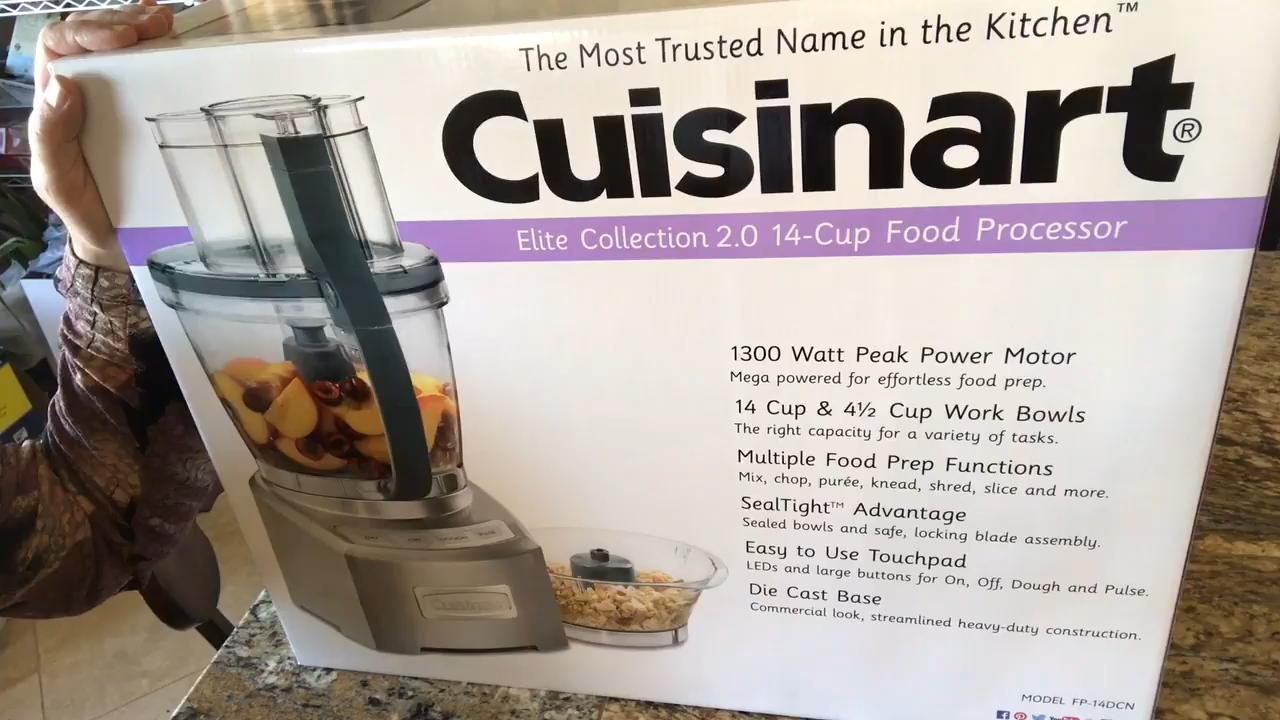 The Most Trusted Name in the Kitchen™
Cuisinart®
Elite Collection 2.0 14-Cup Food Processor
1300 Watt Peak Power Motor
Mega powered for effortless food prep.
14 Cup & 4½ Cup Work Bowls
The right capacity for a variety of tasks.
Multiple Food Prep Functions
Mix, chop, purée, knead, shred, slice and more.
SealTight™ Advantage
Sealed bowls and safe, locking blade assembly.
Easy to Use Touchpad
LEDs and large buttons for On, Off, Dough and Pulse.
Die Cast Base
Commercial look, streamlined heavy-duty construction.
Cuisinart
MODEL FP-14DCN